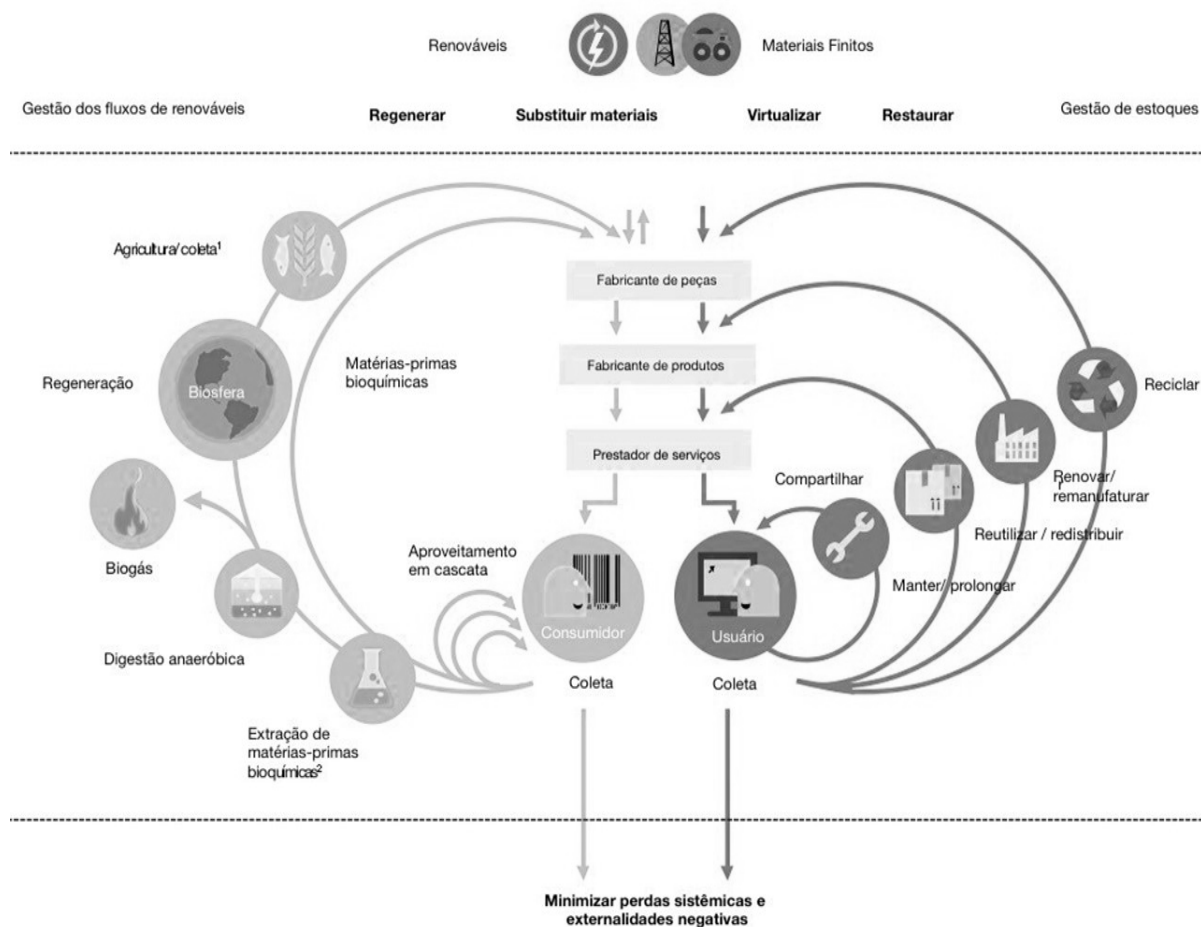 Renováveis
Materiais Finitos
Gestão dos fluxos de renováveis
Regenerar
Substituir materiais
Virtualizar
Restaurar
Gestão de estoques
Agricultura/coleta¹
Fabricante de peças
Matérias-primas
bioquímicas
Fabricante de produtos
Regeneração
Biosfera
Reciclar
Prestador de serviços
Compartilhar
Renovar/
remanufaturar
Reutilizar / redistribuir
Biogás
Aproveitamento
em cascata
Manter/ prolongar
Consumidor
Usuário
Digestão anaeróbica
Coleta
Coleta
Extração de
matérias-primas
bioquímicas²
Minimizar perdas sistêmicas e
externalidades negativas